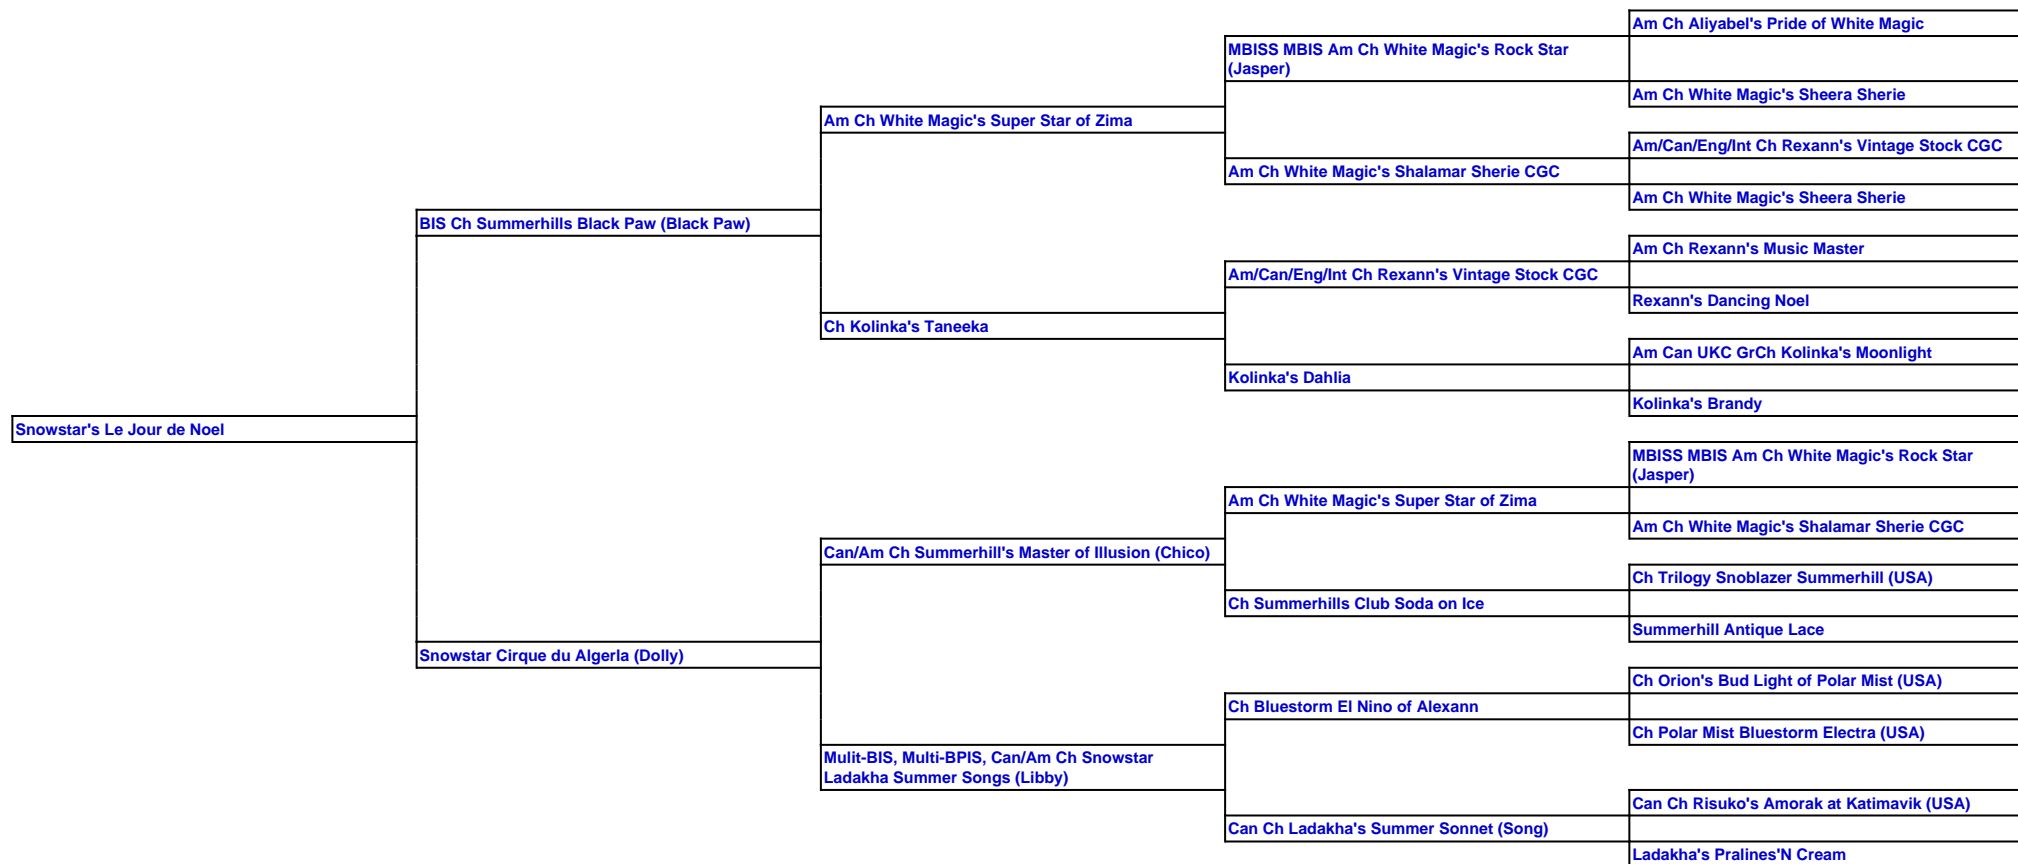 Am Ch Aliyabel's Pride of White Magic
MBISS MBIS Am Ch White Magic's Rock Star
(Jasper)
Am Ch White Magic's Sheera Sherie
Am Ch White Magic's Super Star of Zima
Am/Can/Eng/Int Ch Rexann's Vintage Stock CGC
Am Ch White Magic's Shalamar Sherie CGC
Am Ch White Magic's Sheera Sherie
BIS Ch Summerhills Black Paw (Black Paw)
Am Ch Rexann's Music Master
Am/Can/Eng/Int Ch Rexann's Vintage Stock CGC
Rexann's Dancing Noel
Ch Kolinka's Taneeka
Am Can UKC GrCh Kolinka's Moonlight
Kolinka's Dahlia
Kolinka's Brandy
Snowstar's Le Jour de Noel
MBISS MBIS Am Ch White Magic's Rock Star
(Jasper)
Am Ch White Magic's Super Star of Zima
Am Ch White Magic's Shalamar Sherie CGC
Can/Am Ch Summerhill's Master of Illusion (Chico)
Ch Trilogy Snoblazer Summerhill (USA)
Ch Summerhills Club Soda on Ice
Summerhill Antique Lace
Snowstar Cirque du AlgerIa (Dolly)
Ch Orion's Bud Light of Polar Mist (USA)
Ch Bluestorm El Nino of Alexann
Ch Polar Mist Bluestorm Electra (USA)
Mulit-BIS, Multi-BPIS, Can/Am Ch Snowstar
Ladakha Summer Songs (Libby)
Can Ch Risuko's Amorak at Katimavik (USA)
Can Ch Ladakha's Summer Sonnet (Song)
Ladakha's Pralines'N Cream